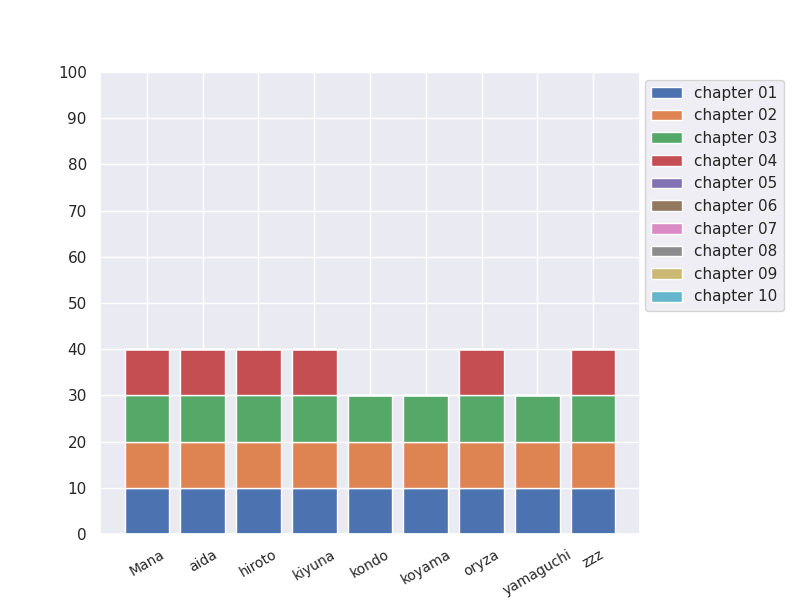 100
90
80
70
60
50
40
30
20
10
0
Mana
aida
hiroto
kiyuna
kondo
koyama
oryza
yamaguchi
zzz
chapter 01
chapter 02
chapter 03
chapter 04
chapter 05
chapter 06
chapter 07
chapter 08
chapter 09
chapter 10